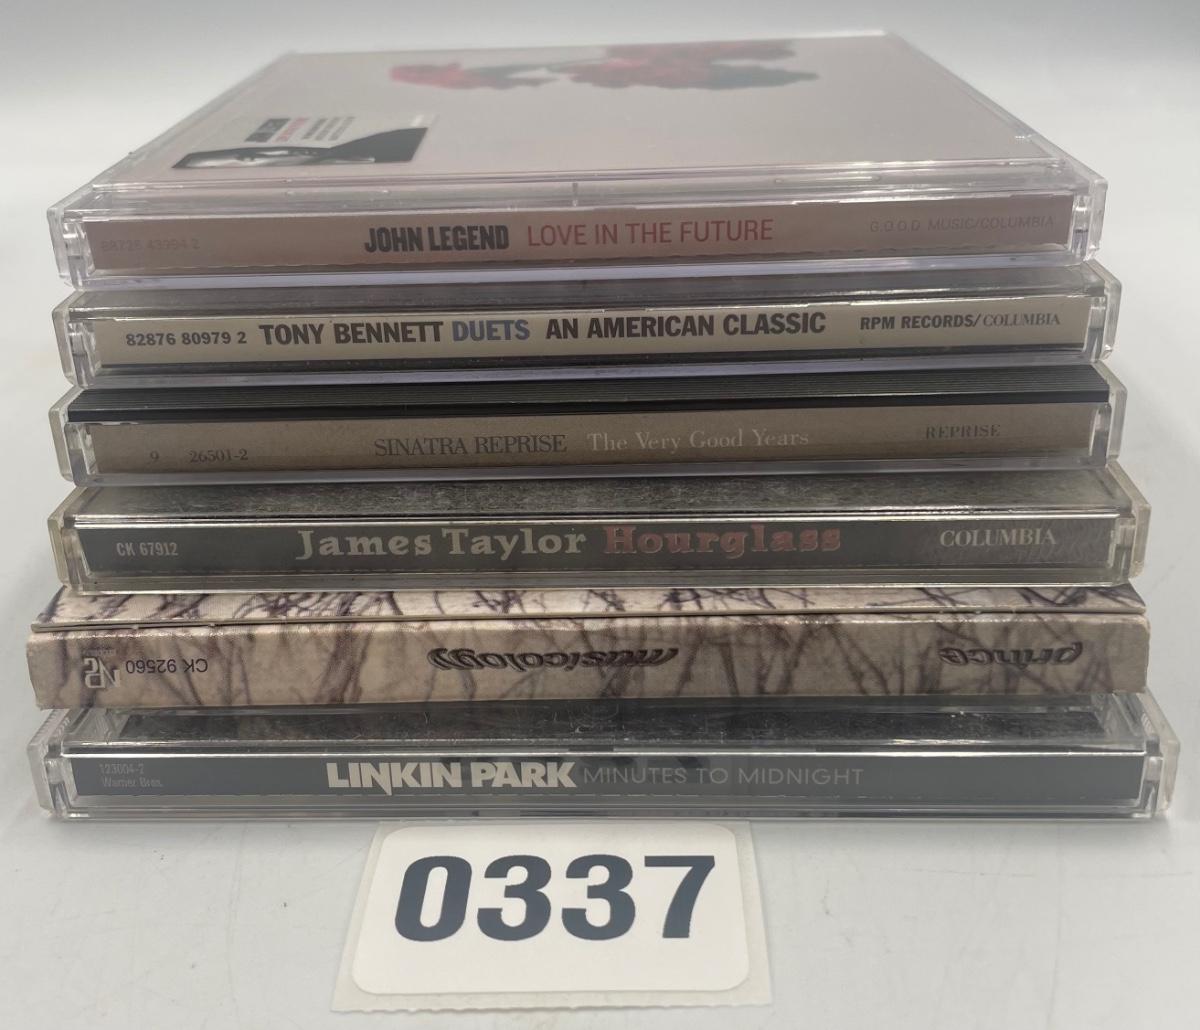 88725 43994 2 JOHN LEGEND LOVE IN THE FUTURE G.O.O.D. MUSIC/COLUMBIA
82876 80979 2 TONY BENNETT DUETS AN AMERICAN CLASSIC RPM RECORDS/COLUMBIA
9 26501-2 SINATRA REPRISE The Very Good Years REPRISE
CK 67912 James Taylor Hourglass COLUMBIA
prince musicology CK 92560 NPG
123004-2
Warner Bros.
LINKIN PARK MINUTES TO MIDNIGHT
0337